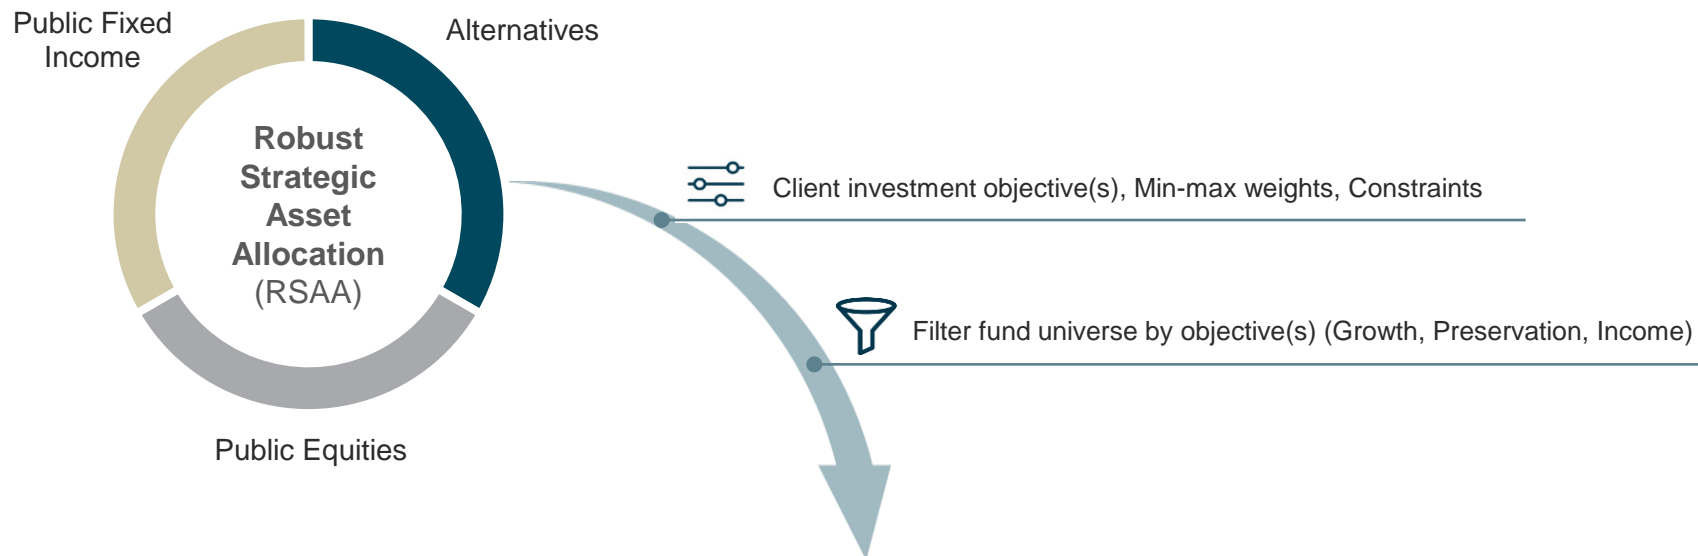 Public Fixed
Income
Alternatives
Robust
Strategic
Asset
Allocation
(RSAA)
Public Equities
Client investment objective(s), Min-max weights, Constraints
Filter fund universe by objective(s) (Growth, Preservation, Income)